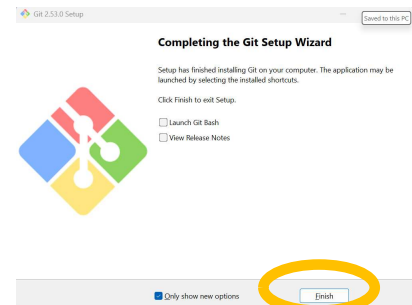 Git 2.53.0 Setup
Saved to this PC
Completing the Git Setup Wizard
Setup has finished installing Git on your computer. The application may be
launched by selecting the installed shortcuts.
Click Finish to exit Setup.
Launch Git Bash
View Release Notes
Only show new options
Finish